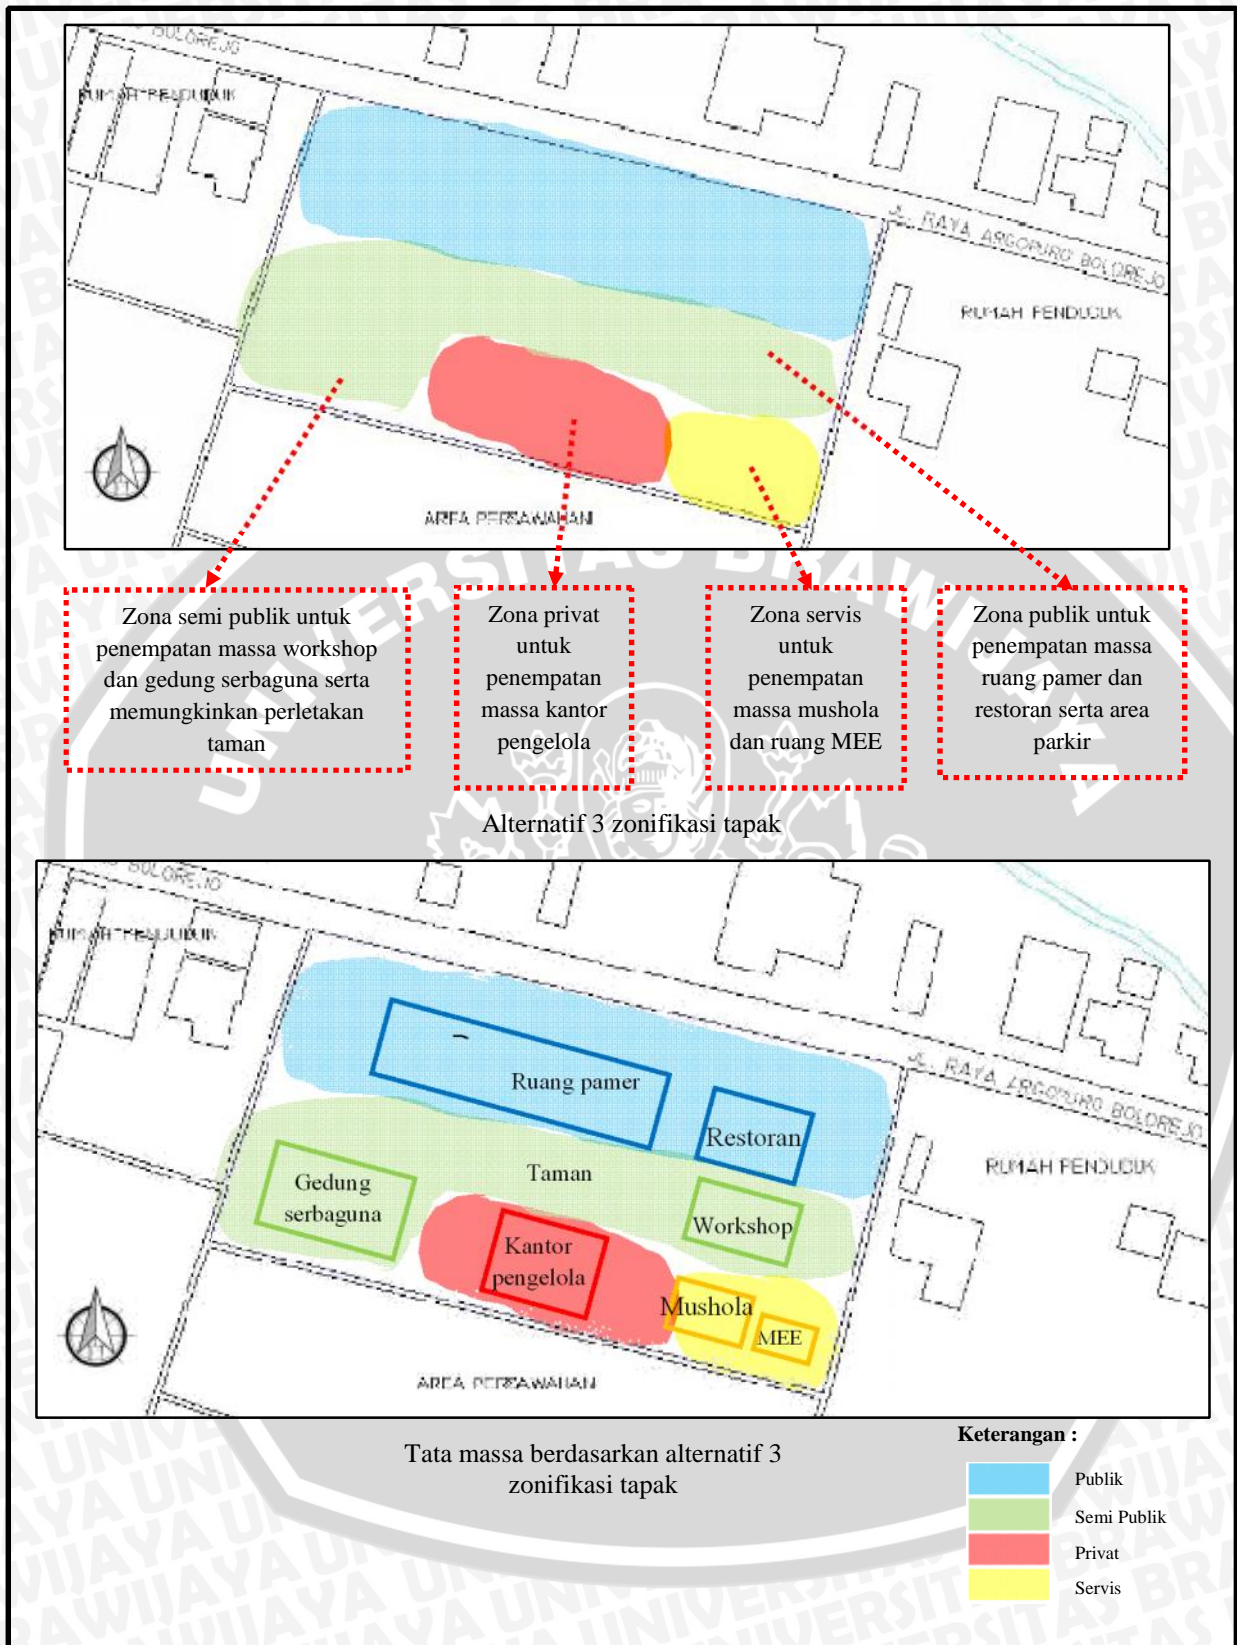 BOLOREJO
RUMAH PENDUDUK
JL. RAYA ARGOPURO BOLOREJO
RUMAH PENDUDUK
AREA PERSAWAHAN
UNIVERSITAS BRAWIJAYA
Zona semi publik untuk
penempatan massa workshop
dan gedung serbaguna serta
memungkinkan perletakan
taman
Zona privat
untuk
penempatan
massa kantor
pengelola
Zona servis
untuk
penempatan
massa mushola
dan ruang MEE
Zona publik untuk
penempatan massa
ruang pamer dan
restoran serta area
parkir
Alternatif 3 zonifikasi tapak
BOLOREJO
RUMAH PENDUDUK
JL. RAYA ARGOPURO BOLOREJO
RUMAH PENDUDUK
Ruang pamer
Restoran
Taman
Gedung
serbaguna
Workshop
Kantor
pengelola
Mushola
MEE
AREA PERSAWAHAN
Tata massa berdasarkan alternatif 3
zonifikasi tapak
Keterangan :
Publik
Semi Publik
Privat
Servis